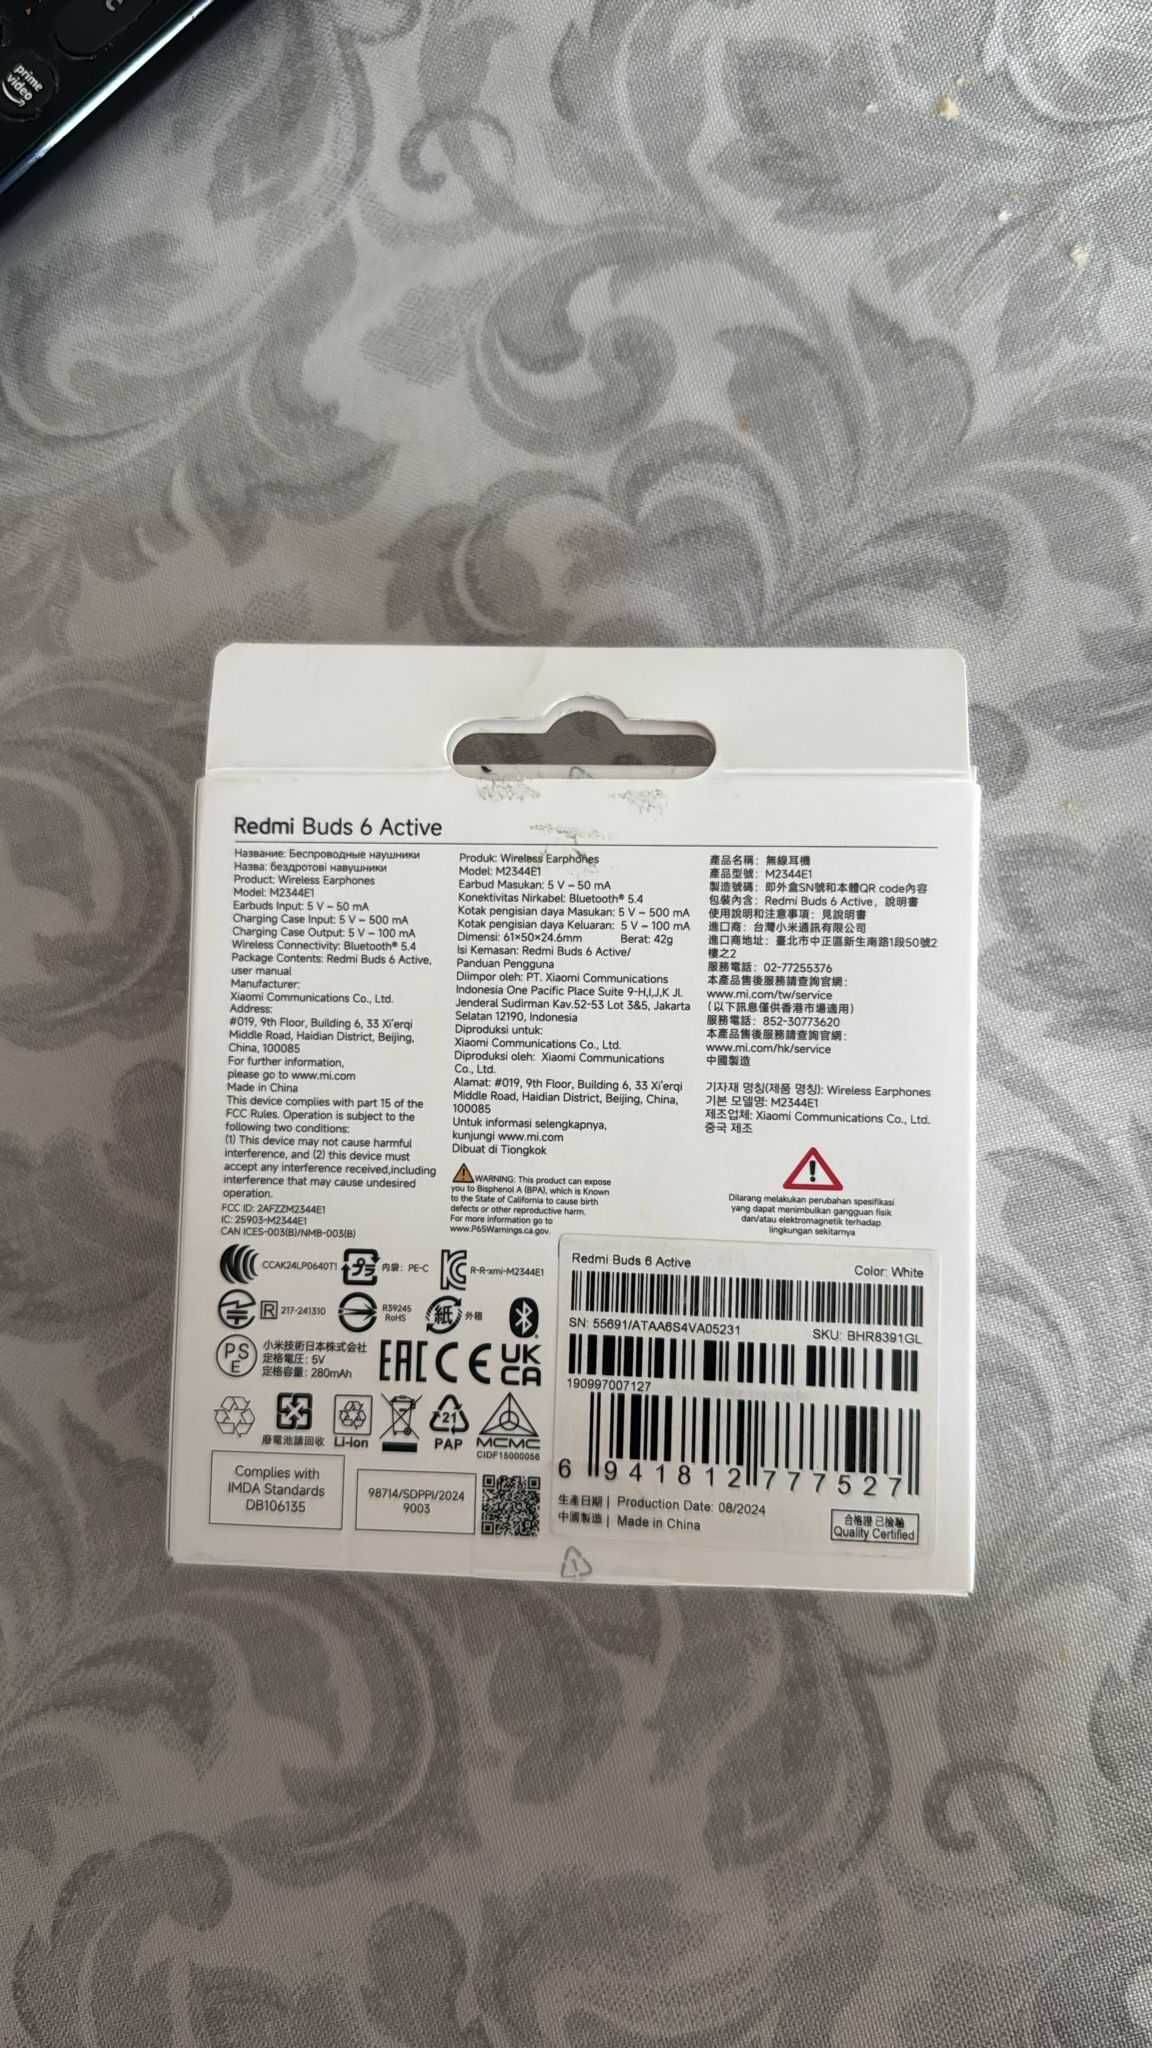 prime
video
Redmi Buds 6 Active
Название: Беспроводные наушники
Назва: бездротові навушники
Product: Wireless Earphones
Model: M2344E1
Earbuds Input: 5 V⎓50 mA
Charging Case Input: 5 V⎓500 mA
Charging Case Output: 5 V⎓100 mA
Wireless Connectivity: Bluetooth® 5.4
Package Contents: Redmi Buds 6 Active,
user manual
Manufacturer:
Xiaomi Communications Co., Ltd.
Address:
#019, 9th Floor, Building 6, 33 Xi'erqi
Middle Road, Haidian District, Beijing,
China, 100085
For further information,
please go to www.mi.com
Made in China
This device complies with part 15 of the
FCC Rules. Operation is subject to the
following two conditions:
(1) This device may not cause harmful
interference, and (2) this device must
accept any interference received,including
interference that may cause undesired
operation.
FCC ID: 2AFZZM2344E1
IC: 25903-M2344E1
CAN ICES-003(B)/NMB-003(B)
Produk: Wireless Earphones
Model: M2344E1
Earbud Masukan: 5 V⎓50 mA
Konektivitas Nirkabel: Bluetooth® 5.4
Kotak pengisian daya Masukan: 5 V⎓500 mA
Kotak pengisian daya Keluaran: 5 V⎓100 mA
Dimensi: 61×50×24.6mm Berat: 42g
Isi Kemasan: Redmi Buds 6 Active/
Panduan Pengguna
Diimpor oleh: PT. Xiaomi Communications
Indonesia One Pacific Place Suite 9-H,I,J,K Jl.
Jenderal Sudirman Kav.52-53 Lot 3&5, Jakarta
Selatan 12190, Indonesia
Diproduksi untuk:
Xiaomi Communications Co., Ltd.
Diproduksi oleh: Xiaomi Communications
Co., Ltd.
Alamat: #019, 9th Floor, Building 6, 33 Xi'erqi
Middle Road, Haidian District, Beijing, China,
100085
Untuk informasi selengkapnya,
kunjungi www.mi.com
Dibuat di Tiongkok
WARNING: This product can expose
you to Bisphenol A (BPA), which is Known
to the State of California to cause birth
defects or other reproductive harm.
For more information go to
www.P65Warnings.ca.gov.
產品名稱：無線耳機
產品型號：M2344E1
製造號碼：即外盒SN號和本體QR code內容
包裝內含：Redmi Buds 6 Active，說明書
使用說明和注意事項：見說明書
進口商：台灣小米通訊有限公司
進口商地址：臺北市中正區新生南路1段50號2
樓之2
服務電話：02-77255376
本產品售後服務請查詢官網：
www.mi.com/tw/service
（以下訊息僅供香港市場適用）
服務電話：852-30773620
本產品售後服務請查詢官網：
www.mi.com/hk/service
中國製造
기자재 명칭(제품 명칭): Wireless Earphones
기본 모델명: M2344E1
제조업체: Xiaomi Communications Co., Ltd.
중국 제조
Dilarang melakukan perubahan spesifikasi
yang dapat menimbulkan gangguan fisik
dan/atau elektromagnetik terhadap
lingkungan sekitarnya
CCAK24LP0640T1
プラ
內袋：PE-C
R-R-xmi-M2344E1
R 217-241310
R39245
RoHS
紙 外箱
PS
E
小米技術日本株式会社
定格電圧：5V
定格容量：280mAh
EAC CE UK
CA
廢電池請回收
Li-ion
21
PAP
MCMC
CIDF15000056
Complies with
IMDA Standards
DB106135
98714/SDPPI/2024
9003
Redmi Buds 6 Active
Color: White
SN: 55691/ATAA6S4VA05231
SKU: BHR8391GL
190997007127
6 941812 777527
生產日期 | Production Date: 08/2024
中國製造 | Made in China
合格證 已檢驗
Quality Certified
1